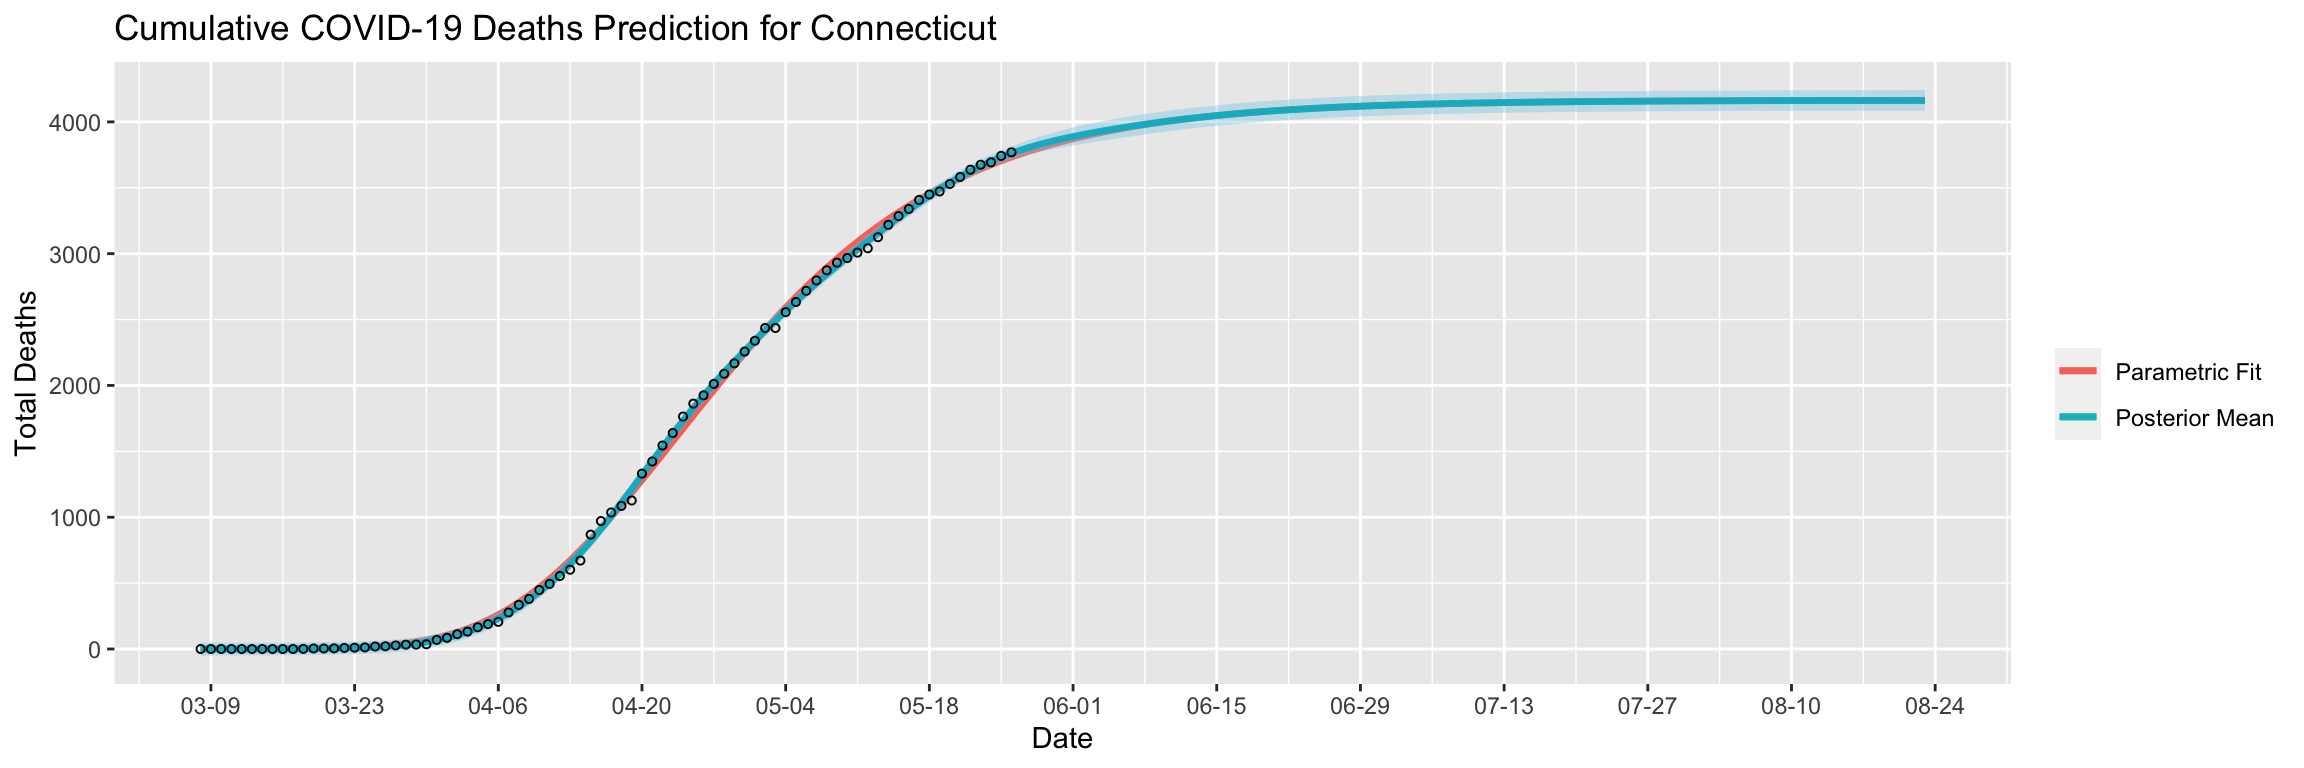 Cumulative COVID-19 Deaths Prediction for Connecticut
Total Deaths
4000
3000
2000
1000
0
03-09 03-23 04-06 04-20 05-04 05-18 06-01 06-15 06-29 07-13 07-27 08-10 08-24
Date
Parametric Fit
Posterior Mean